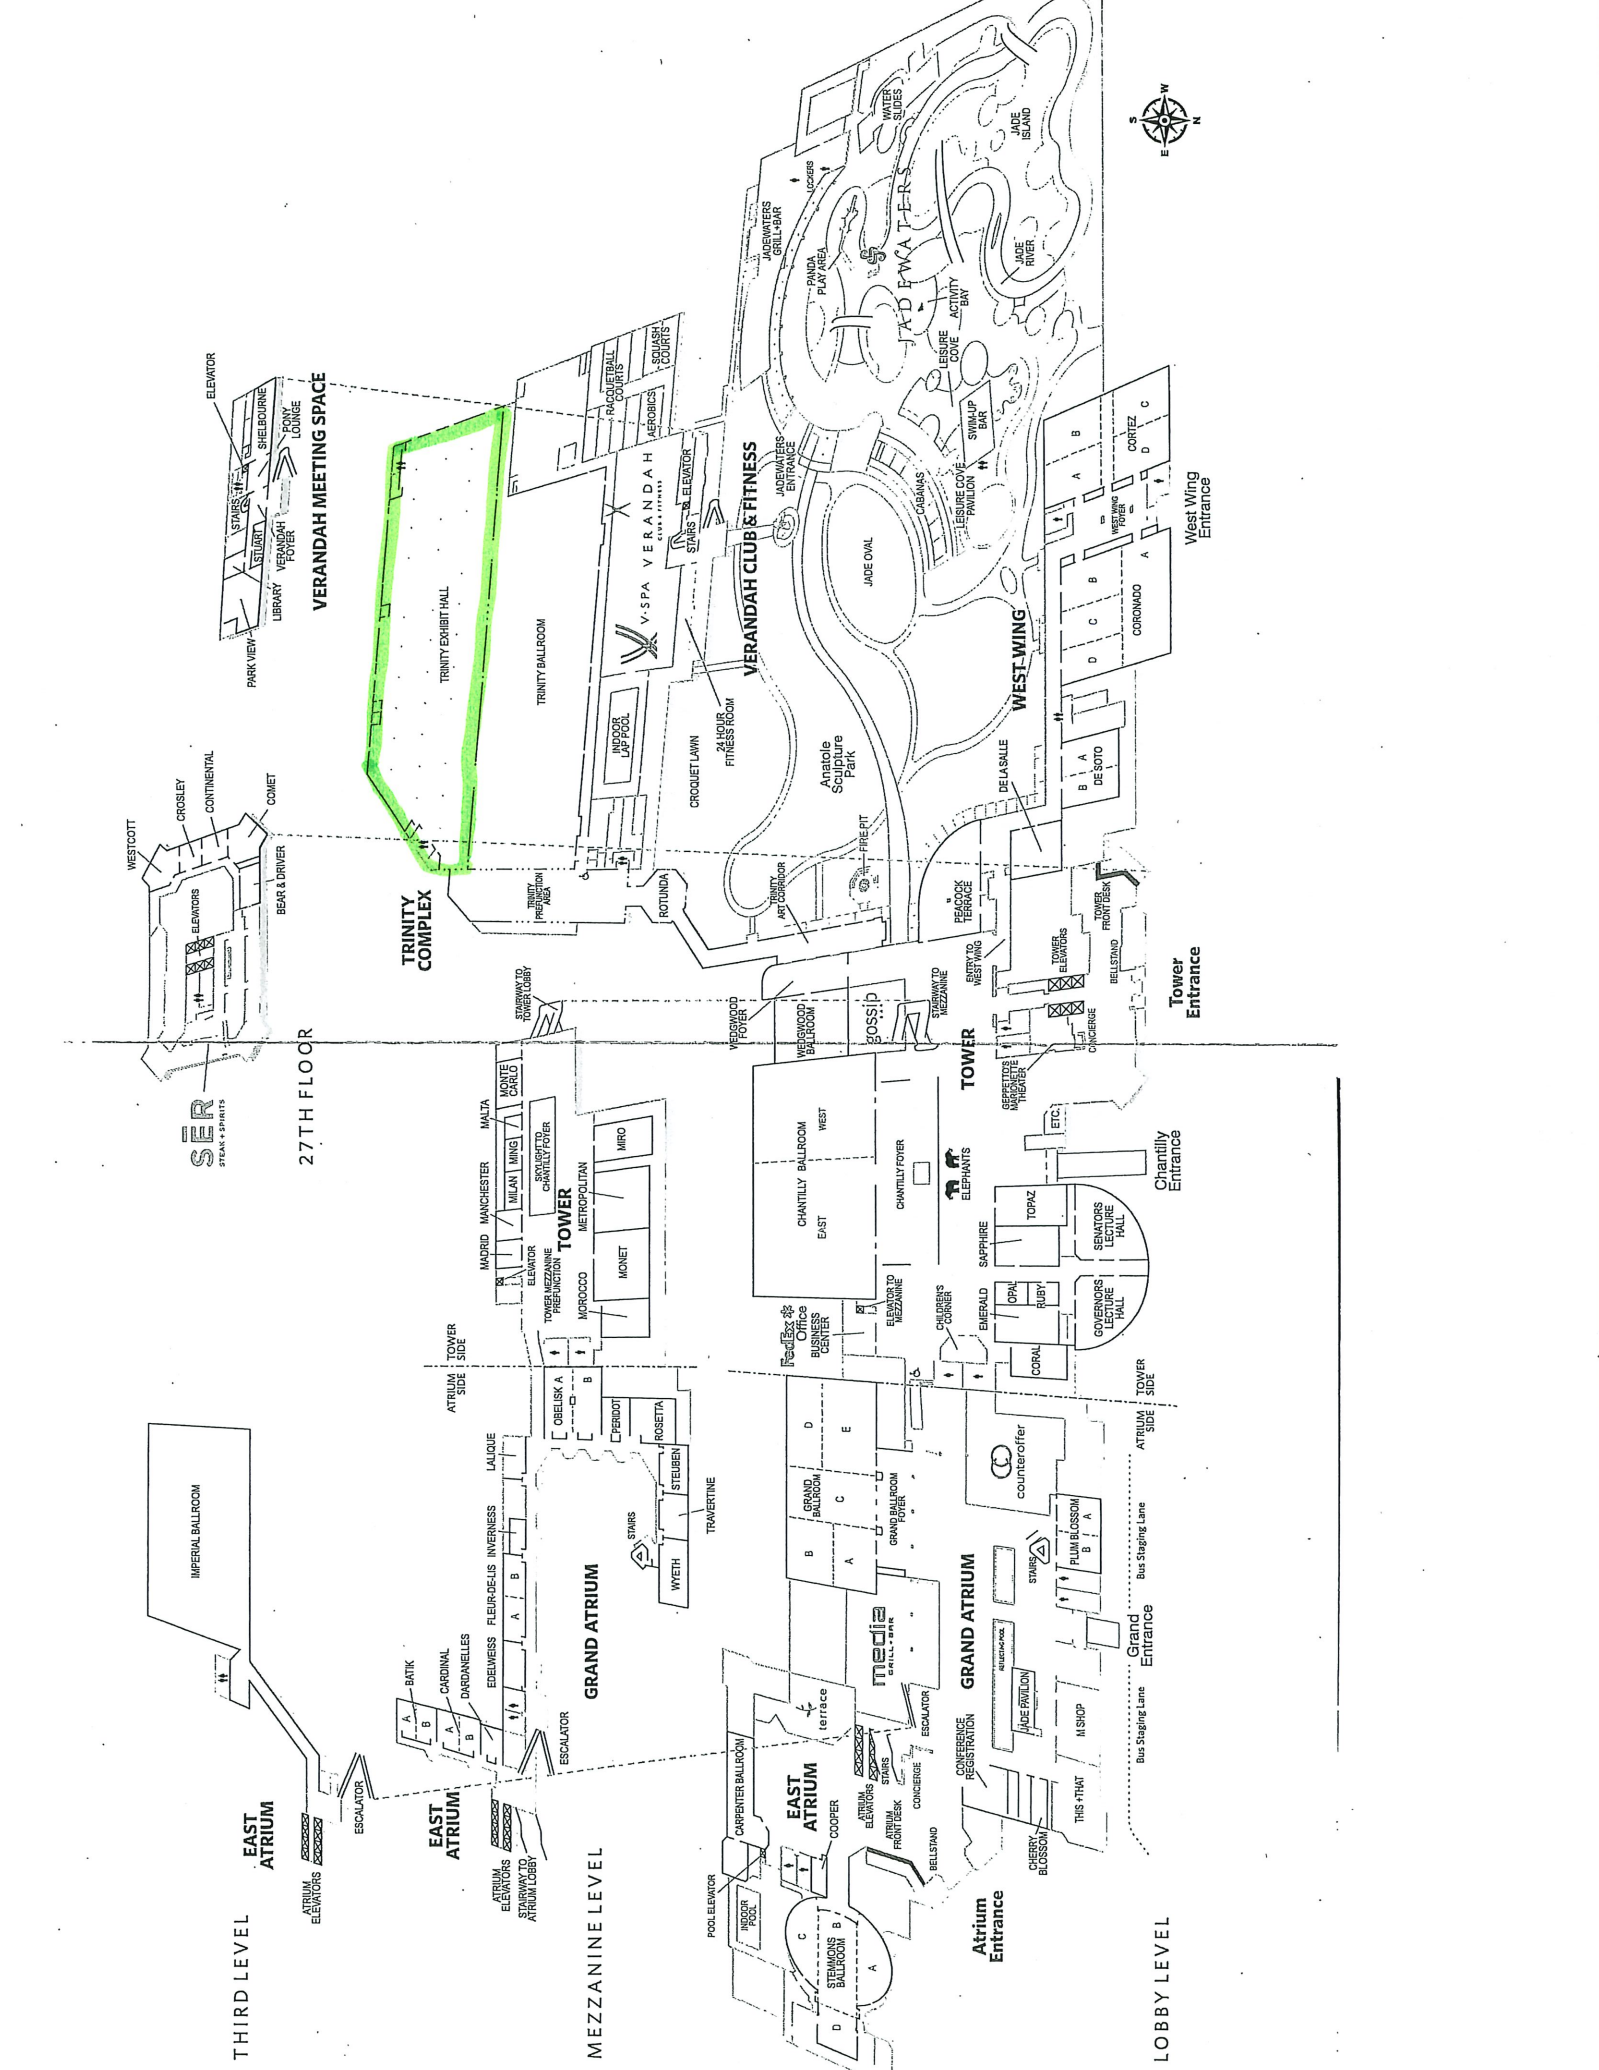 THIRD LEVEL
EAST
ATRIUM
ATRIUM
ELEVATORS
ESCALATOR
IMPERIAL BALLROOM
27TH FLOOR
SER
STEAK + SPIRITS
ELEVATORS
WESTCOTT
CROSLEY
CONTINENTAL
COMET
BEAR & DRIVER
VERANDAH MEETING SPACE
PARK VIEW
LIBRARY
STUART
VERANDAH
FOYER
STAIRS
ELEVATOR
SHELBOURNE
PONY
LOUNGE
MEZZANINE LEVEL
EAST
ATRIUM
ATRIUM
ELEVATORS
STAIRWAY TO
ATRIUM LOBBY
ESCALATOR
BATIK
A
B
CARDINAL
A
B
DARDANELLES
EDELWEISS
FLEUR-DE-LIS
A
B
INVERNESS
LALIQUE
GRAND ATRIUM
STAIRS
WYETH
TRAVERTINE
STEUBEN
ROSETTA
PERIDOT
OBELISK A
B
ATRIUM
SIDE
TOWER
SIDE
MADRID
MANCHESTER
MILAN
MING
MALTA
MONTE
CARLO
ELEVATOR
SKYLIGHT TO
CHANTILLY FOYER
TOWER MEZZANINE
PREFUNCTION
TOWER
MOROCCO
MONET
METROPOLITAN
MIRO
STAIRWAY TO
TOWER LOBBY
TRINITY
COMPLEX
TRINITY EXHIBIT HALL
TRINITY BALLROOM
TRINITY
PREFUNCTION
AREA
ROTUNDA
TRINITY
ART CORRIDOR
INDOOR
LAP POOL
V-SPA VERANDAH
CLUB & FITNESS
RACQUETBALL
COURTS
SQUASH
COURTS
AEROBICS
STAIRS
ELEVATOR
CROQUET LAWN
24 HOUR
FITNESS ROOM
VERANDAH CLUB & FITNESS
JADEWATERS
ENTRANCE
JADEWATERS
GRILL+BAR
LOCKERS
WATER
SLIDES
PANDA
PLAY AREA
JADEWATERS
JADE
ISLAND
JADE
RIVER
ACTIVITY
BAY
LEISURE
COVE
SWIM-UP
BAR
CABANAS
LEISURE COVE
PAVILION
JADE OVAL
Anatole
Sculpture
Park
FIRE PIT
PEACOCK
TERRACE
LOBBY LEVEL
POOL ELEVATOR
INDOOR
POOL
CARPENTER BALLROOM
EAST
ATRIUM
COOPER
STEMMONS
BALLROOM
A
B
C
D
BELLSTAND
ATRIUM
FRONT DESK
ATRIUM
ELEVATORS
STAIRS
CONCIERGE
ESCALATOR
terrace
media
GRILL+BAR
Atrium
Entrance
CONFERENCE
REGISTRATION
CHERRY
BLOSSOM
THIS + THAT
M SHOP
JADE PAVILION
REFLECTING POOL
GRAND ATRIUM
STAIRS
PLUM BLOSSOM
B
A
Grand
Entrance
Bus Staging Lane
Bus Staging Lane
GRAND
BALLROOM
A
B
C
D
E
GRAND BALLROOM
FOYER
counteroffer
ATRIUM
SIDE
TOWER
SIDE
FedEx
Office
BUSINESS
CENTER
ELEVATOR TO
MEZZANINE
CHILDREN'S
CORNER
CORAL
EMERALD
OPAL
RUBY
SAPPHIRE
TOPAZ
GOVERNORS
LECTURE
HALL
SENATORS
LECTURE
HALL
CHANTILLY BALLROOM
EAST
WEST
CHANTILLY FOYER
ELEPHANTS
ETC.
Chantilly
Entrance
WEDGWOOD
FOYER
WEDGWOOD
BALLROOM
gossip
STAIRWAY TO
MEZZANINE
TOWER
GEPPETTO'S
MARIONETTE
THEATER
CONCIERGE
TOWER
ELEVATORS
ENTRY TO
WEST WING
BELLSTAND
TOWER
FRONT DESK
Tower
Entrance
DE LA SALLE
WEST WING
DE SOTO
B
A
CORONADO
D
C
B
A
WEST WING
FOYER
CORTEZ
A
B
C
D
West Wing
Entrance
S
W
E
N